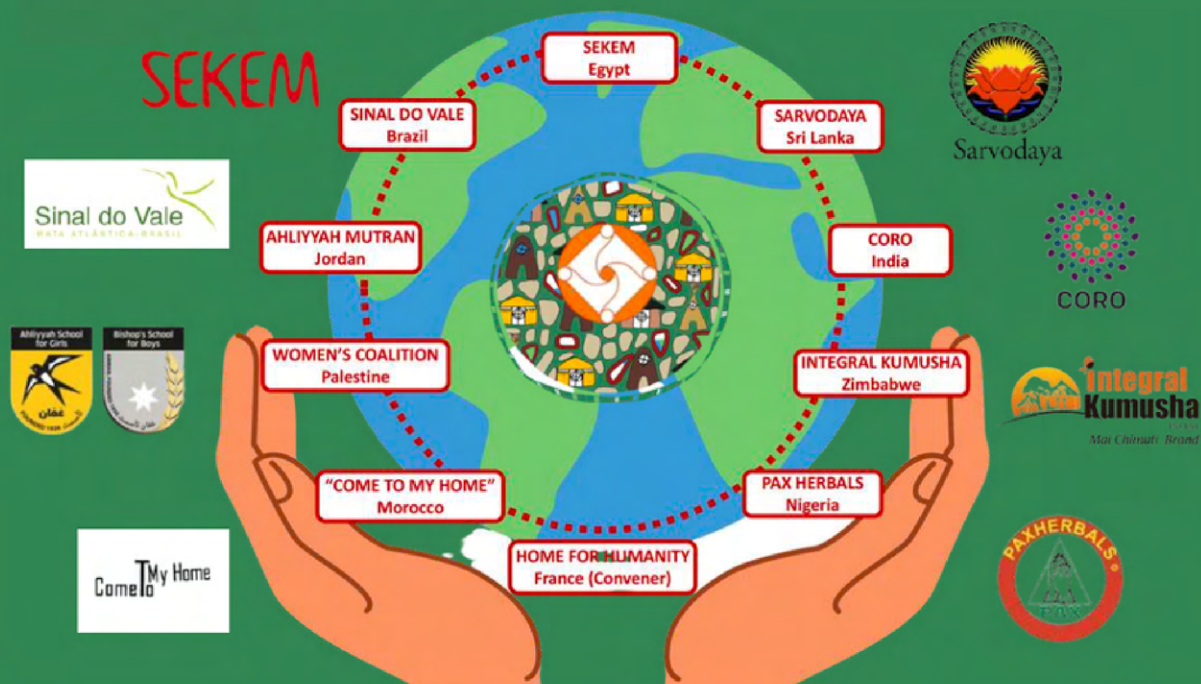 SEKEM
SEKEM
Egypt
SINAL DO VALE
Brazil
SARVODAYA
Sri Lanka
Sarvodaya
Sinal do Vale
MATA ATLÂNTICA·BRASIL
AHLIYYAH MUTRAN
Jordan
CORO
India
CORO
Ahliyyah School
for Girls
Bishop's School
for Boys
WOMEN'S COALITION
Palestine
INTEGRAL KUMUSHA
Zimbabwe
integral
Kumusha
Mai Chimuti Brand
"COME TO MY HOME"
Morocco
PAX HERBALS
Nigeria
HOME FOR HUMANITY
France (Convener)
Come To My Home
PAXHERBALS
PAX